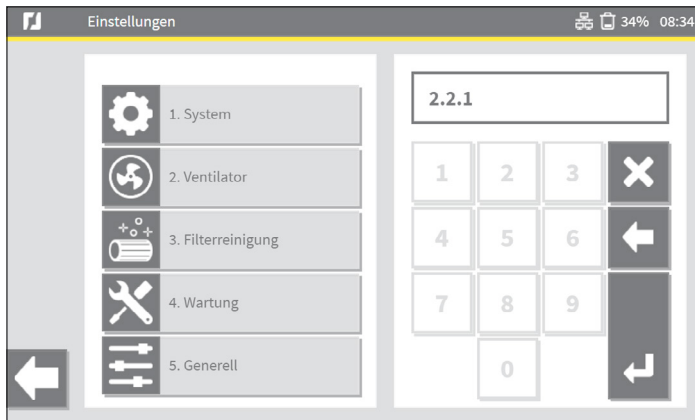 Einstellungen
34% 08:34
1. System
2. Ventilator
3. Filterreinigung
4. Wartung
5. Generell
2.2.1
1 2 3
4 5 6
7 8 9
0